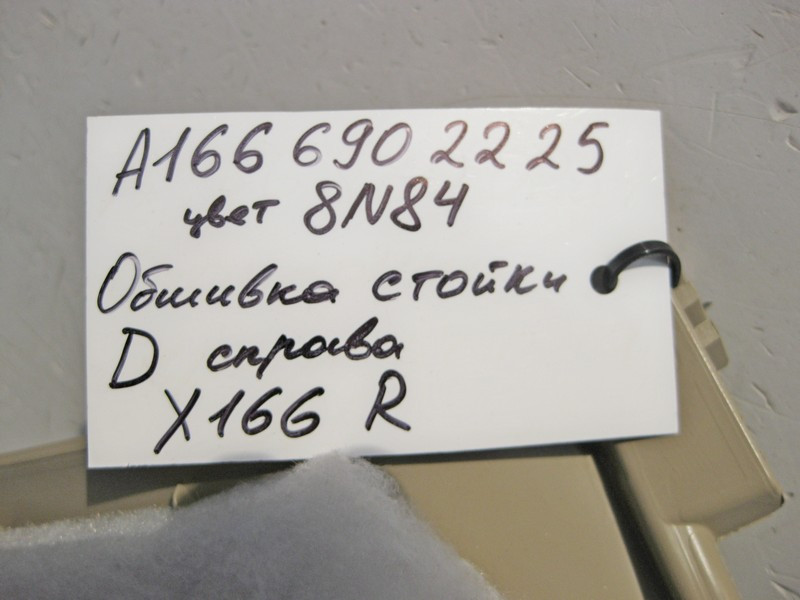 A166 690 22 25
цвет 8N84
Обшивка стойки
D справа
X166 R